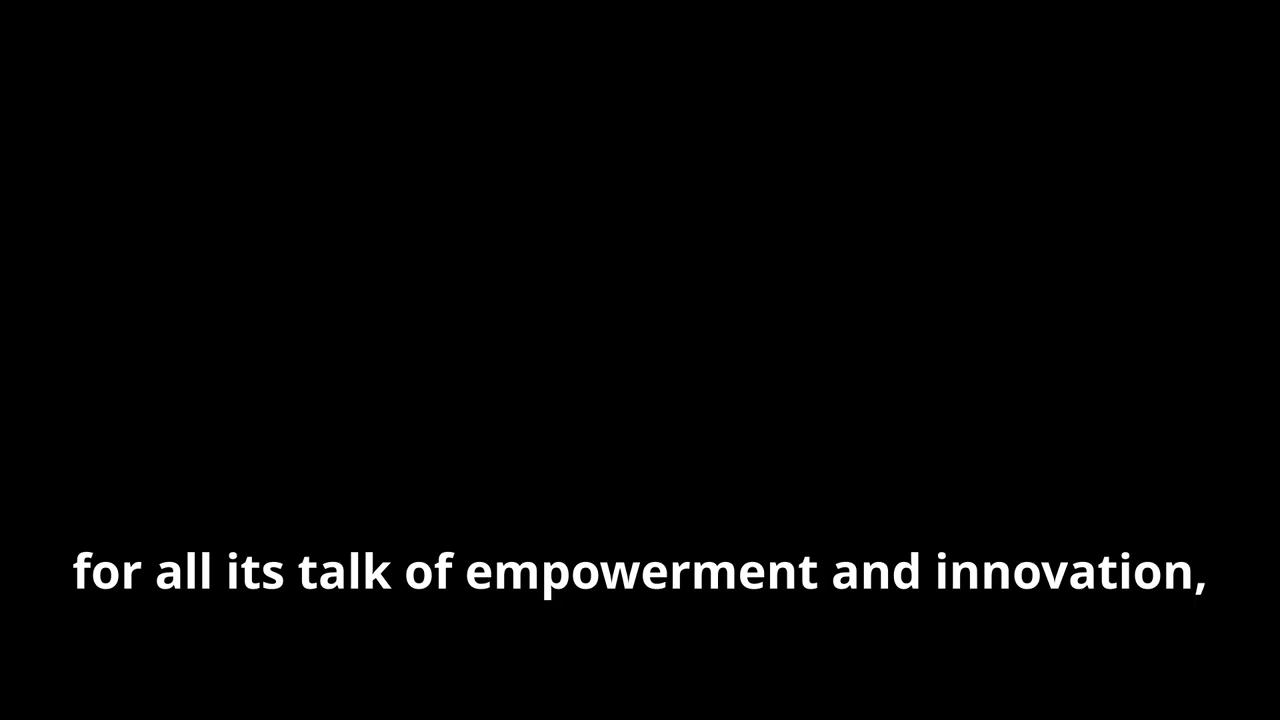 for all its talk of empowerment and innovation,